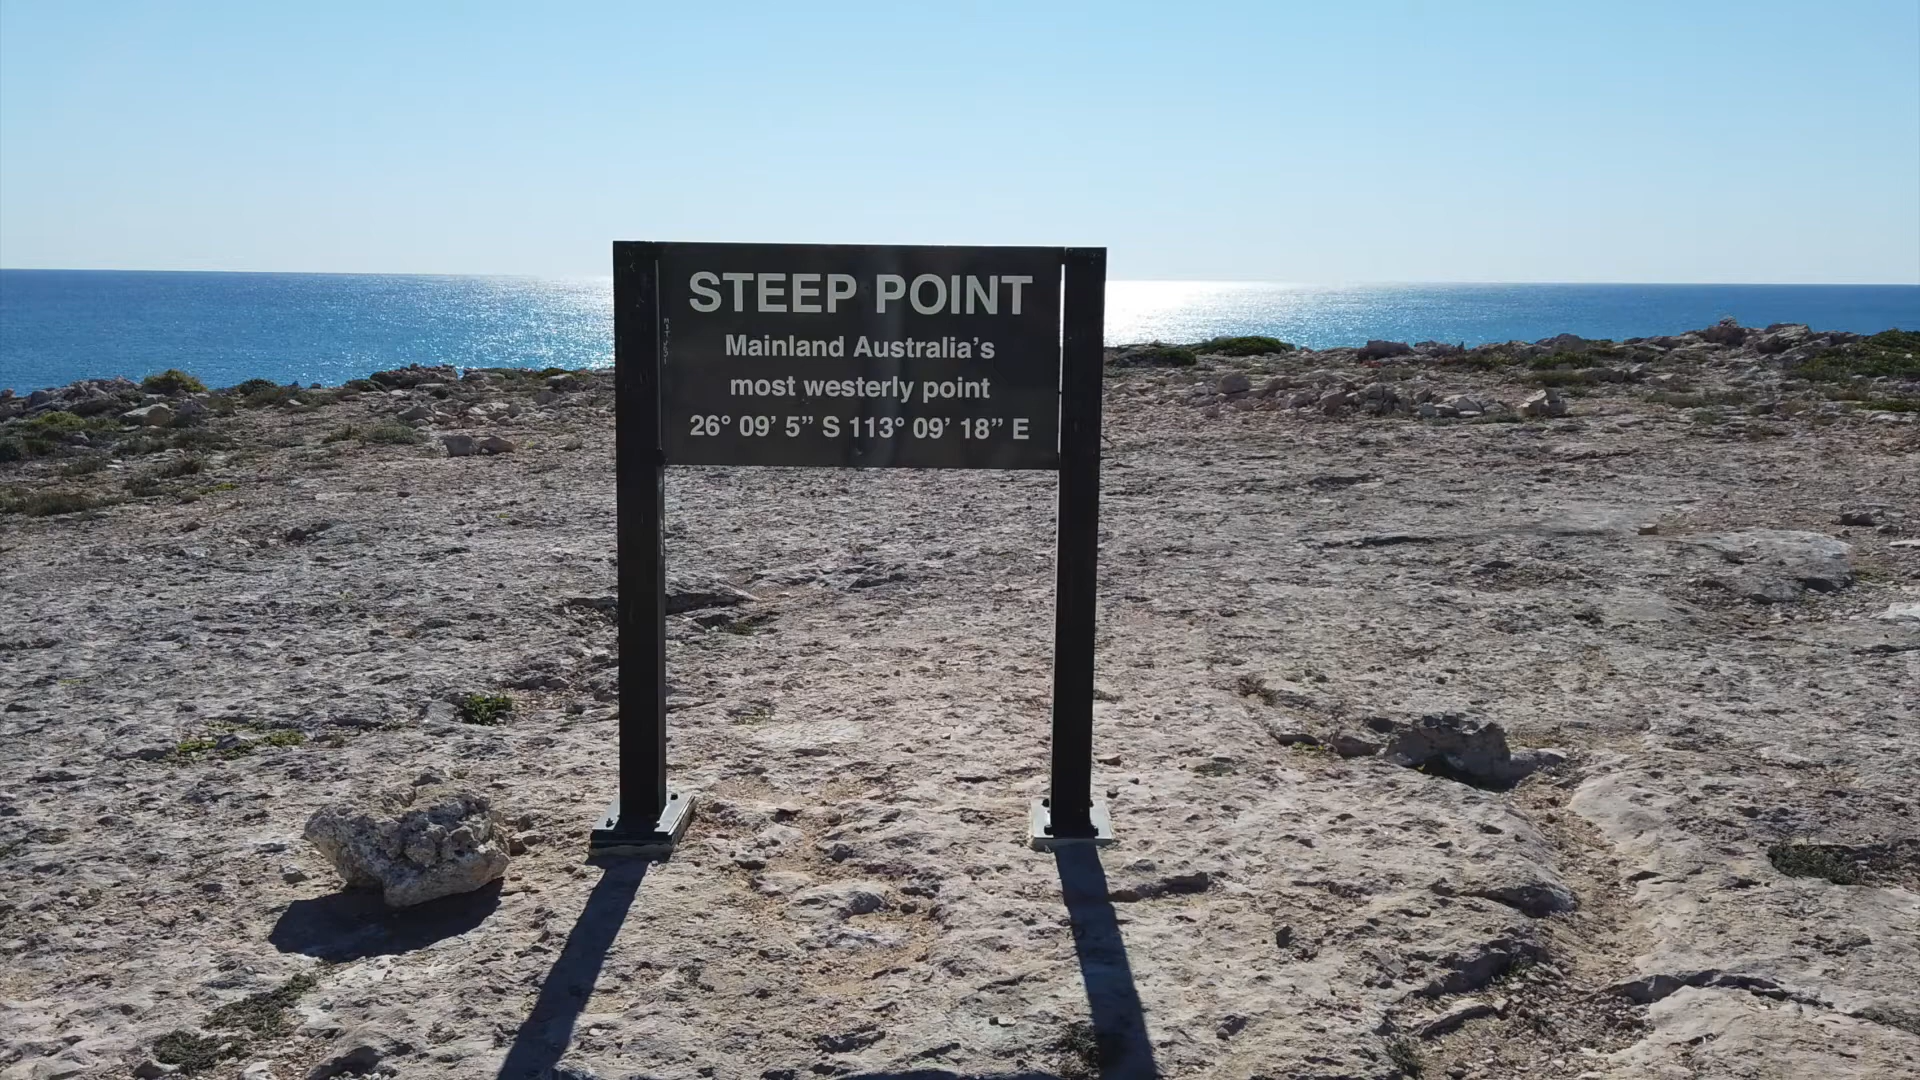 STEEP POINT
Mainland Australia’s
most westerly point
26° 09’ 5” S 113° 09’ 18” E